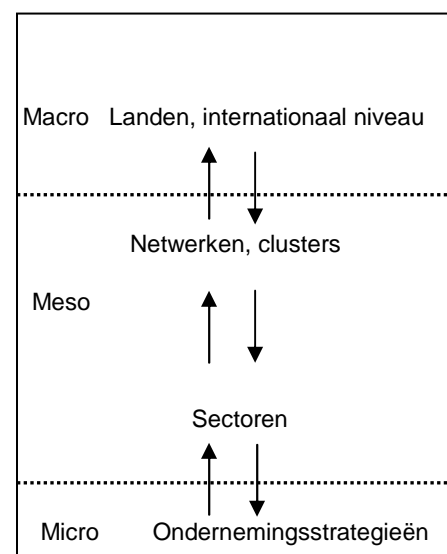 Macro Landen, internationaal niveau
Netwerken, clusters
Meso
Sectoren
Micro Ondernemingsstrategieën